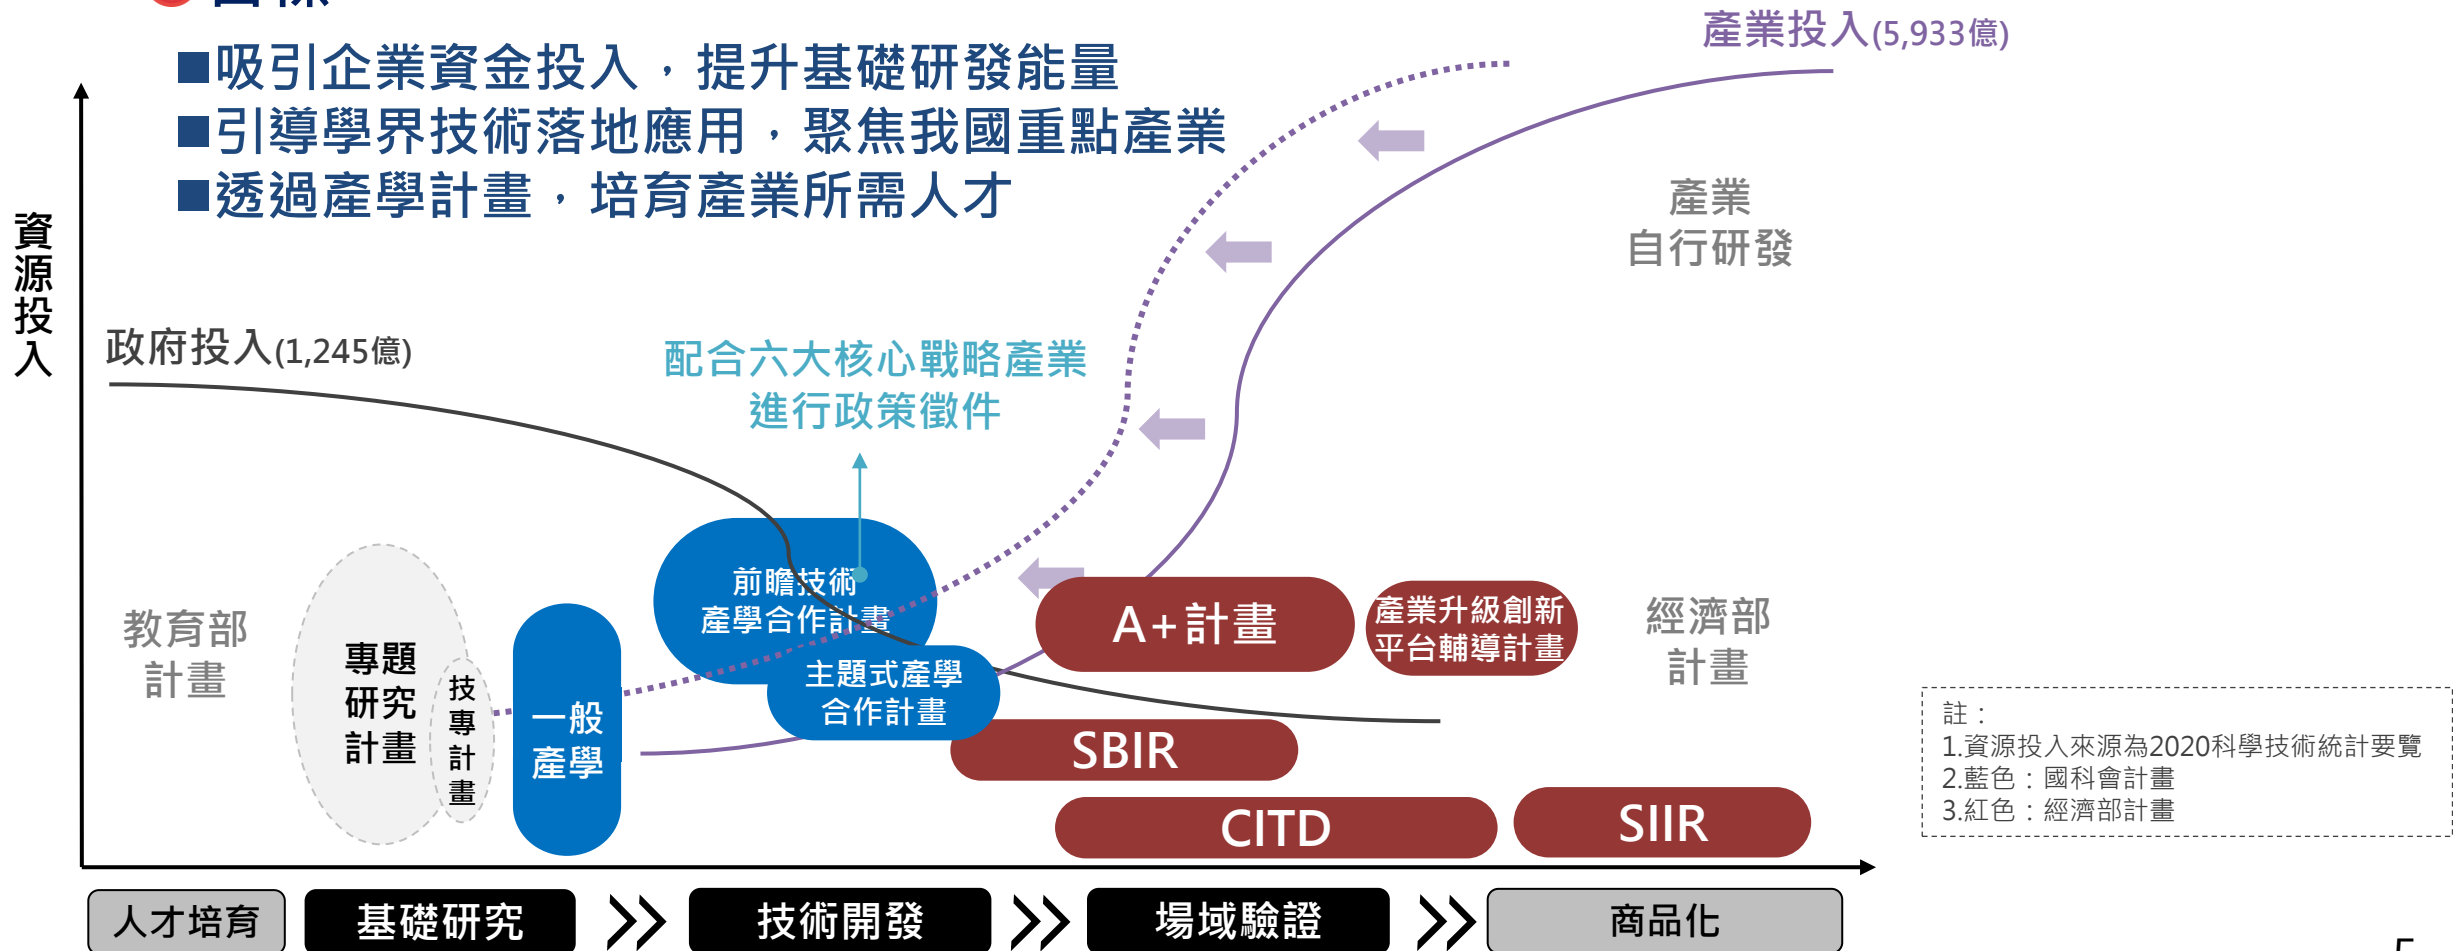 ■吸引企業資金投入，提升基礎研發能量
■引導學界技術落地應用，聚焦我國重點產業
■透過產學計畫，培育產業所需人才
產業投入(5,933億)
產業
自行研發
資源投入
政府投入(1,245億)
配合六大核心戰略產業
進行政策徵件
前瞻技術
產學合作計畫
教育部
計畫
專題
研究
計畫
技專計畫
一般
產學
主題式產學
合作計畫
A+計畫
產業升級創新
平台輔導計畫
經濟部
計畫
SBIR
CITD
SIIR
註：
1.資源投入來源為2020科學技術統計要覽
2.藍色：國科會計畫
3.紅色：經濟部計畫
人才培育
基礎研究
技術開發
場域驗證
商品化